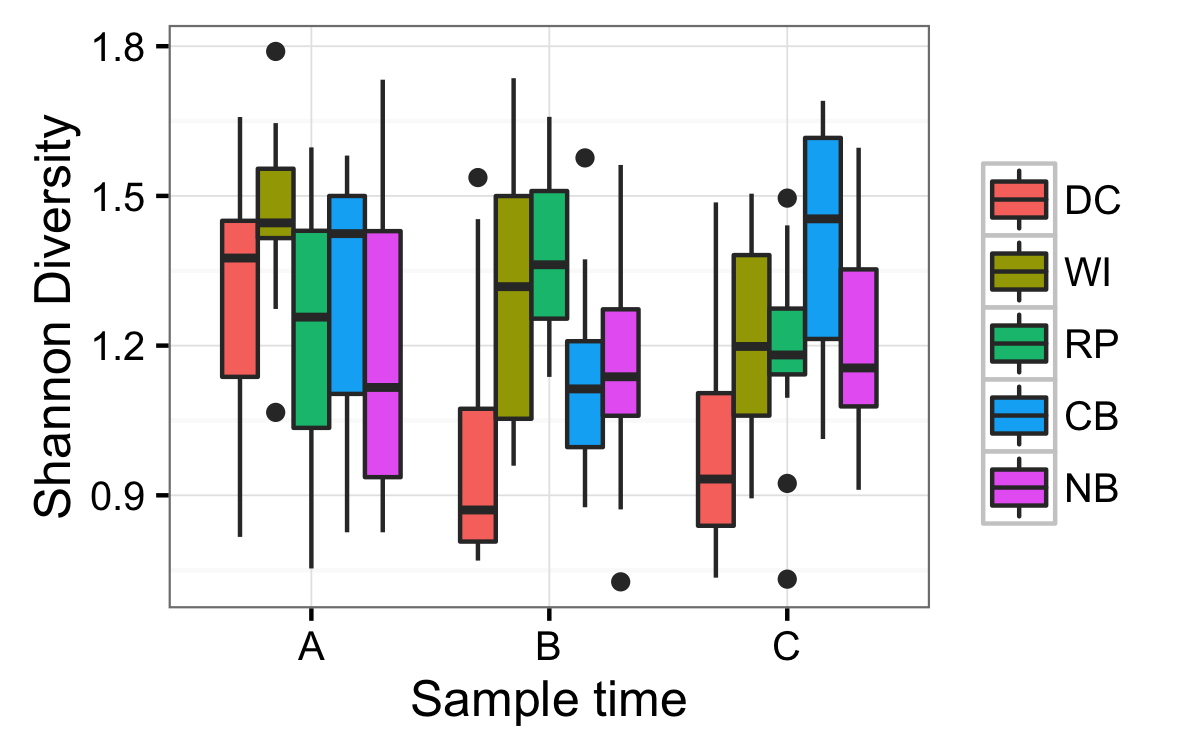 Shannon Diversity
1.8
1.5
1.2
0.9
A
B
C
Sample time
DC
WI
RP
CB
NB